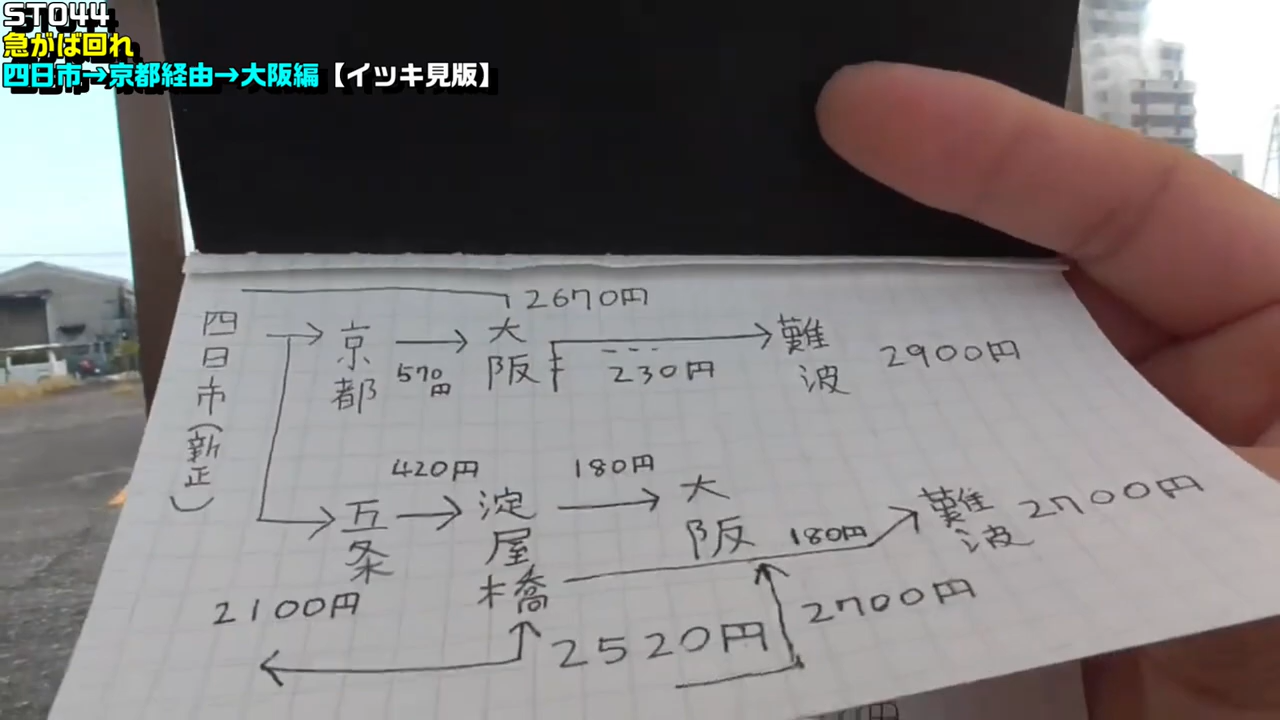 ST044
急がば回れ
四日市→京都経由→大阪編【イッキ見版】
2670円
四日市(新正) → 京都 → 大阪 → 難波 2900円
570円
230円
420円 180円
五条 → 淀屋橋 → 大阪
180円 難波 2700円
2100円
2520円
2700円
円